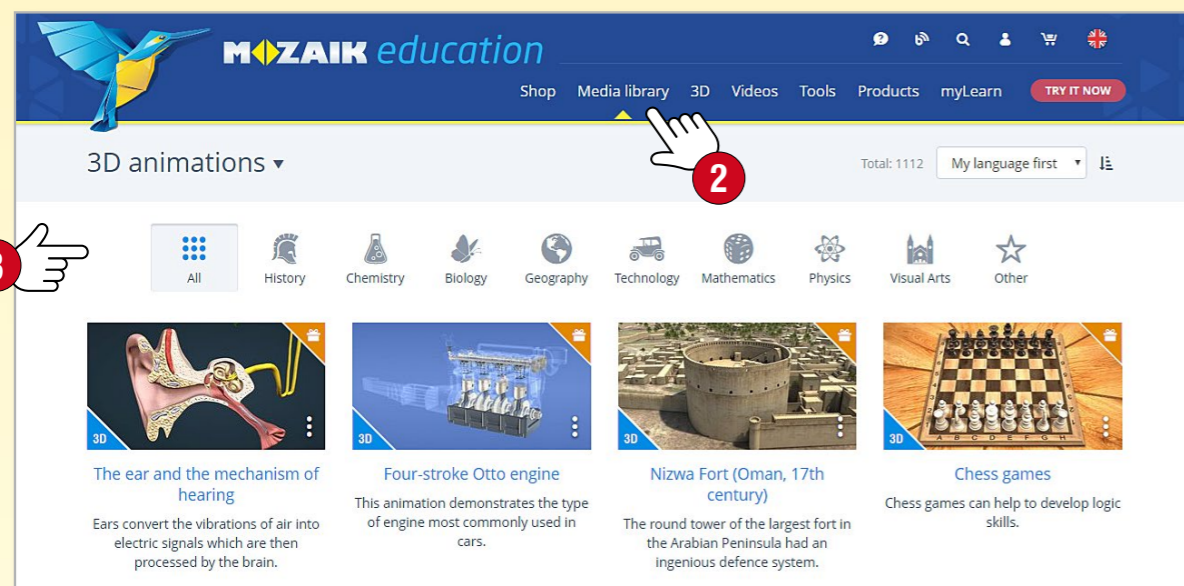 MOZAIK education
Shop Media library 3D Videos Tools Products myLearn TRY IT NOW
2
3D animations
Total: 1112 My language first
3
All History Chemistry Biology Geography Technology Mathematics Physics Visual Arts Other
3D 3D 3D 3D
A B C D E F G H
The ear and the mechanism of
hearing
Ears convert the vibrations of air into
electric signals which are then
processed by the brain.
Four-stroke Otto engine
This animation demonstrates the type
of engine most commonly used in
cars.
Nizwa Fort (Oman, 17th
century)
The round tower of the largest fort in
the Arabian Peninsula had an
ingenious defence system.
Chess games
Chess games can help to develop logic
skills.